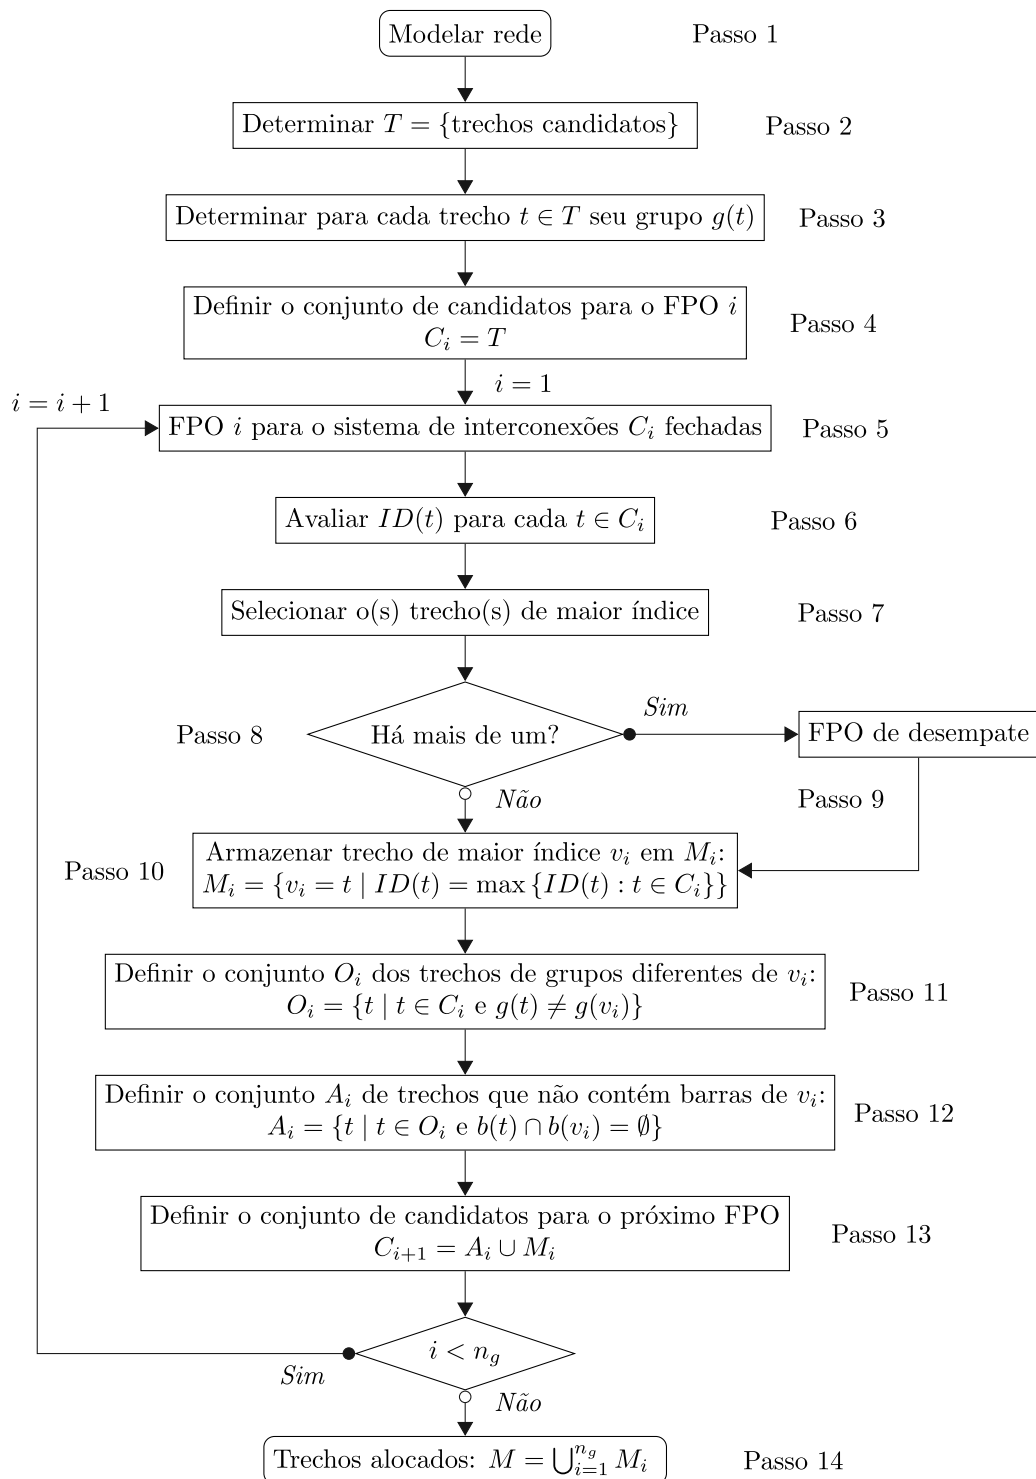 Modelar rede
Passo 1
Determinar T = {trechos candidatos}
Passo 2
Determinar para cada trecho t ∈ T seu grupo g(t)
Passo 3
Definir o conjunto de candidatos para o FPO i
C_i = T
Passo 4
i = 1
i = i + 1
FPO i para o sistema de interconexões C_i fechadas
Passo 5
Avaliar ID(t) para cada t ∈ C_i
Passo 6
Selecionar o(s) trecho(s) de maior índice
Passo 7
Passo 8
Há mais de um?
Sim
FPO de desempate
Passo 9
Não
Passo 10
Armazenar trecho de maior índice v_i em M_i:
M_i = {v_i = t | ID(t) = max {ID(t) : t ∈ C_i}}
Definir o conjunto O_i dos trechos de grupos diferentes de v_i:
O_i = {t | t ∈ C_i e g(t) ≠ g(v_i)}
Passo 11
Definir o conjunto A_i de trechos que não contém barras de v_i:
A_i = {t | t ∈ O_i e b(t) ∩ b(v_i) = ∅}
Passo 12
Definir o conjunto de candidatos para o próximo FPO
C_{i+1} = A_i ∪ M_i
Passo 13
i < n_g
Sim
Não
Trechos alocados: M = ⋃_{i=1}^{n_g} M_i
Passo 14